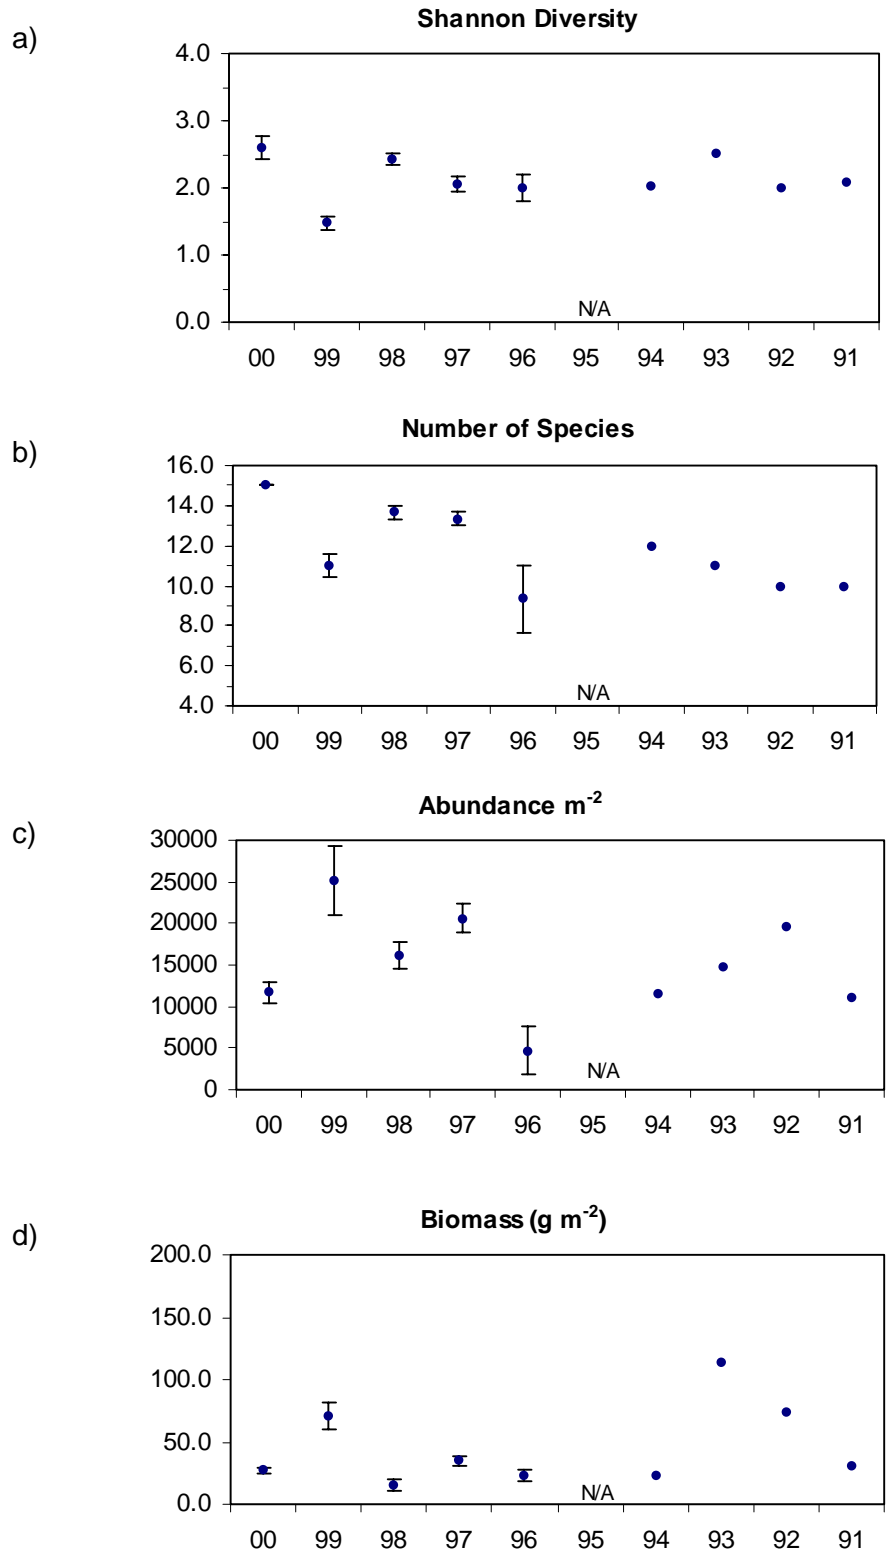 a)
Shannon Diversity
4.0
3.0
2.0
1.0
0.0
N/A
00 99 98 97 96 95 94 93 92 91
b)
Number of Species
16.0
14.0
12.0
10.0
8.0
6.0
4.0
N/A
00 99 98 97 96 95 94 93 92 91
c)
Abundance m⁻²
30000
25000
20000
15000
10000
5000
0
N/A
00 99 98 97 96 95 94 93 92 91
d)
Biomass (g m⁻²)
200.0
150.0
100.0
50.0
0.0
N/A
00 99 98 97 96 95 94 93 92 91